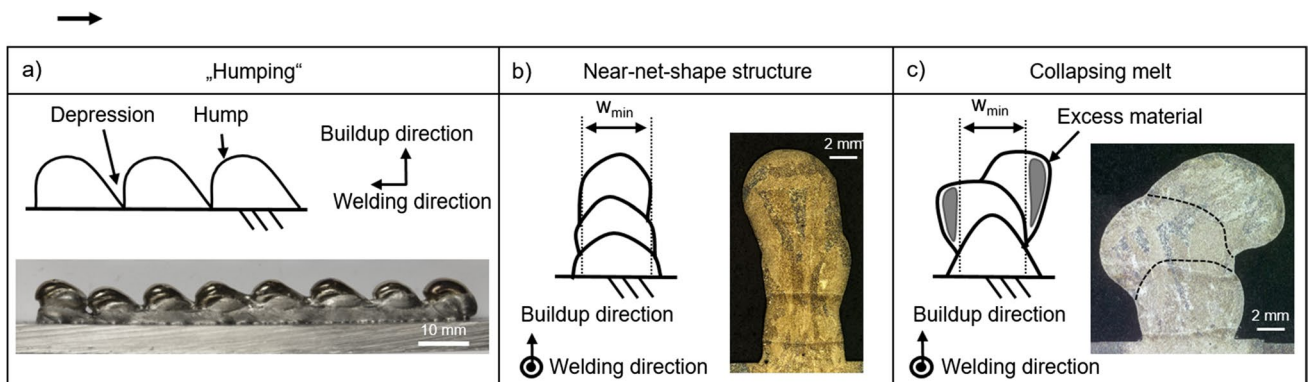 a)
„Humping“
Depression
Hump
Buildup direction
Welding direction
10 mm
b)
Near-net-shape structure
wmin
2 mm
Buildup direction
Welding direction
c)
Collapsing melt
wmin
Excess material
2 mm
Buildup direction
Welding direction